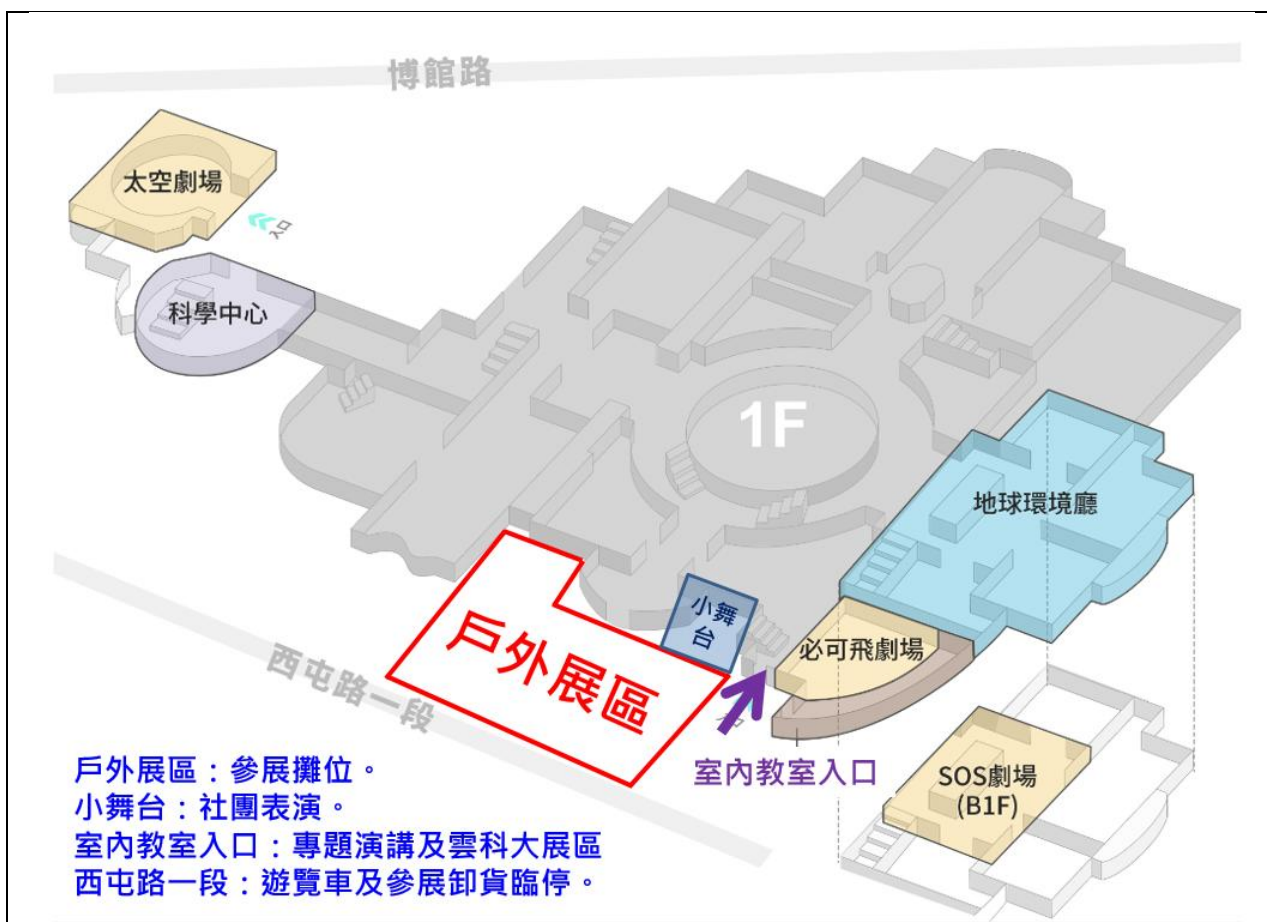 博館路
太空劇場
入口
科學中心
1F
地球環境廳
小舞
台
必可飛劇場
戶外展區
西屯路一段
入口
室內教室入口
SOS劇場
(B1F)
戶外展區：參展攤位。
小舞台：社團表演。
室內教室入口：專題演講及雲科大展區
西屯路一段：遊覽車及參展卸貨臨停。